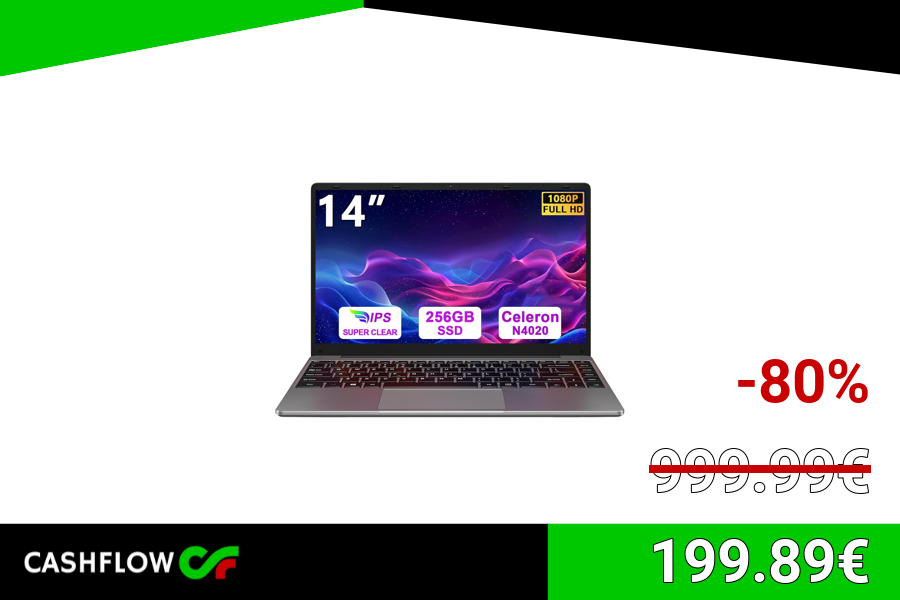 14”
1080P
FULL HD
IPS
SUPER CLEAR
256GB
SSD
Celeron
N4020
-80%
999.99€
CASHFLOW
199.89€